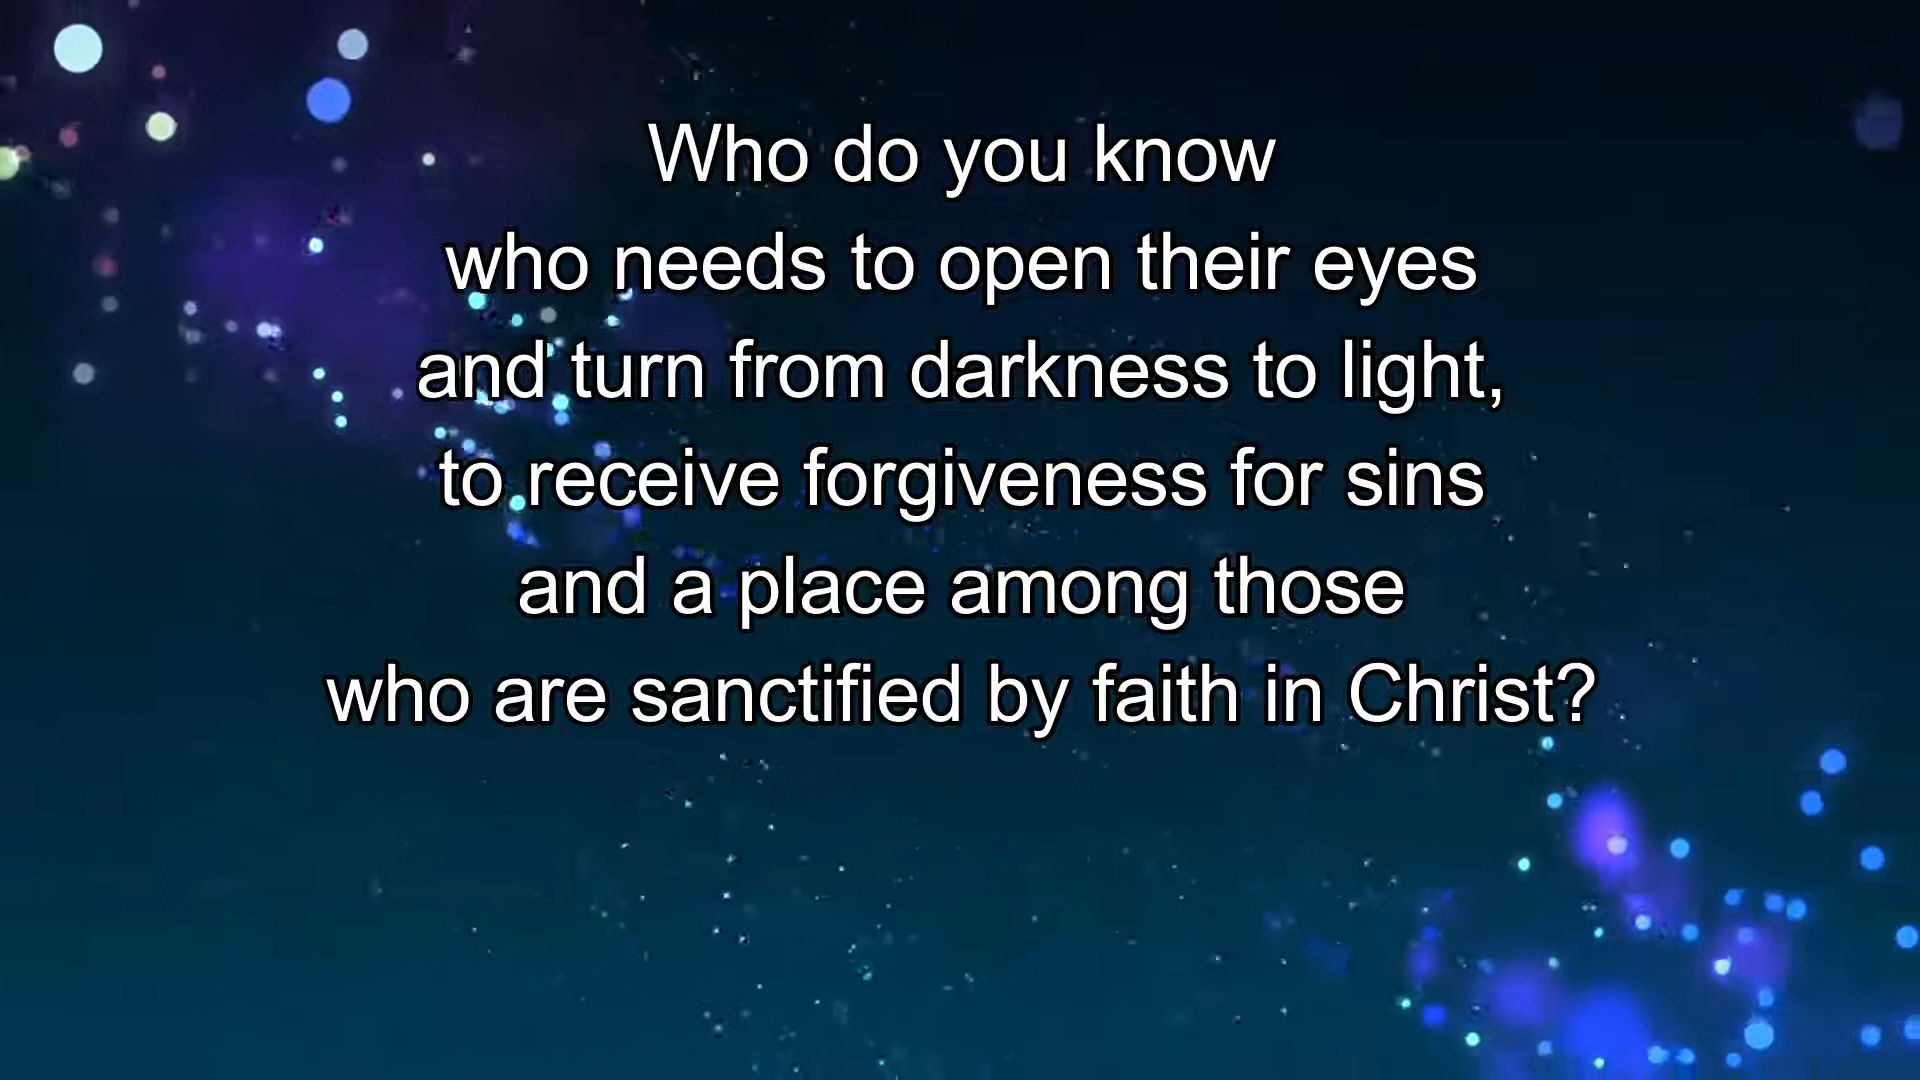 Who do you know
who needs to open their eyes
and turn from darkness to light,
to receive forgiveness for sins
and a place among those
who are sanctified by faith in Christ?